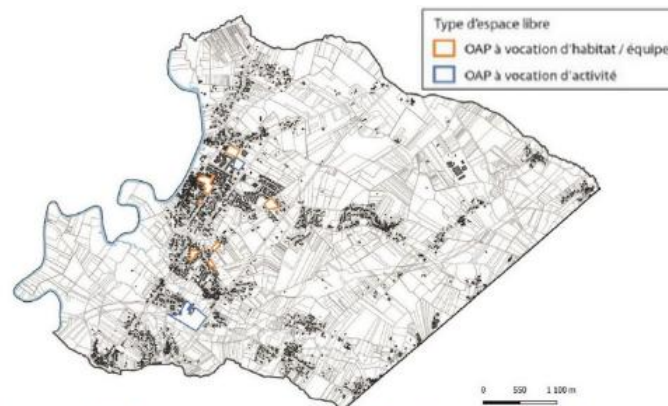 Type d'espace libre
OAP à vocation d'habitat / équipe
OAP à vocation d'activité
0 550 1 100 m